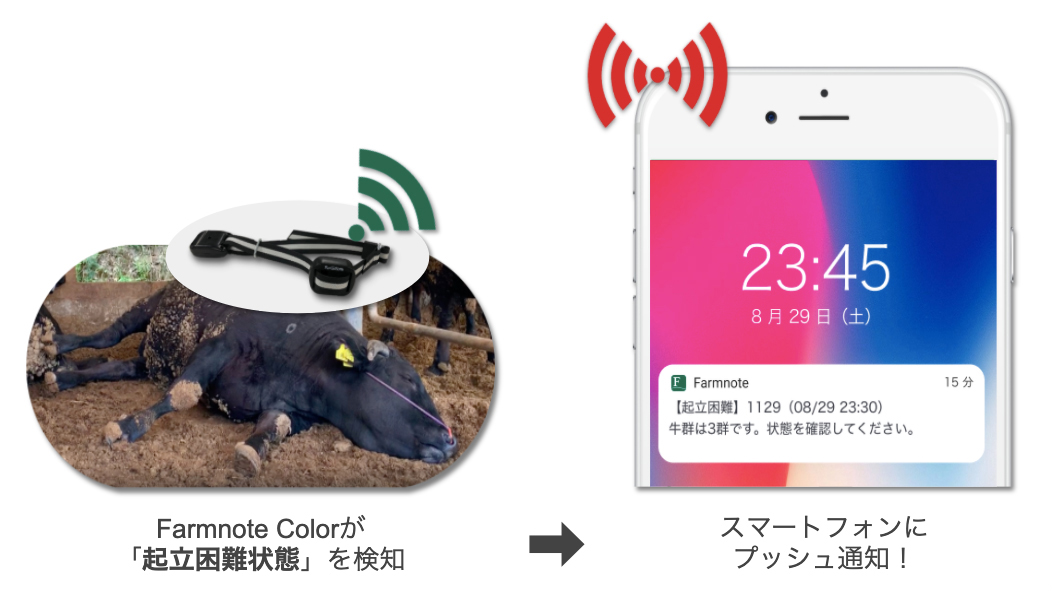 23:45
8月29日（土）
Farmnote 15分
【起立困難】1129（08/29 23:30）
牛群は3群です。状態を確認してください。
Farmnote Colorが
「起立困難状態」を検知
スマートフォンに
プッシュ通知！